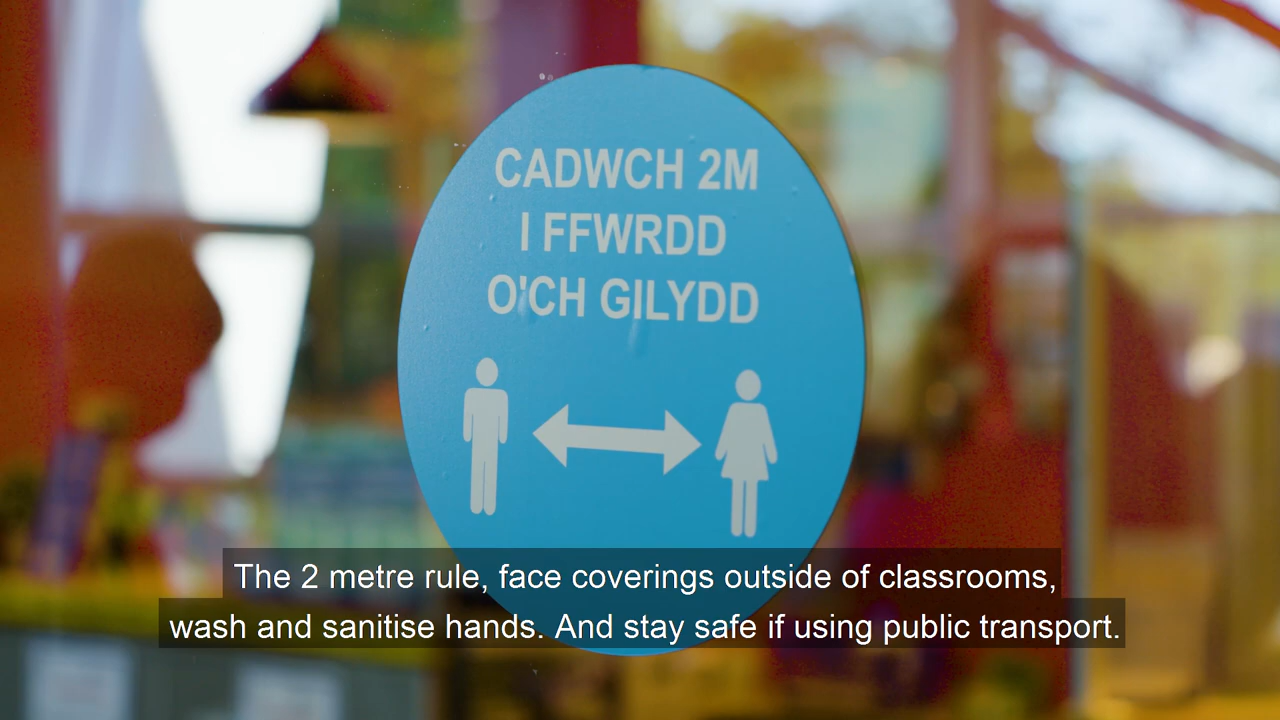 CADWCH 2M
I FFWRDD
O'CH GILYDD
The 2 metre rule, face coverings outside of classrooms,
wash and sanitise hands. And stay safe if using public transport.